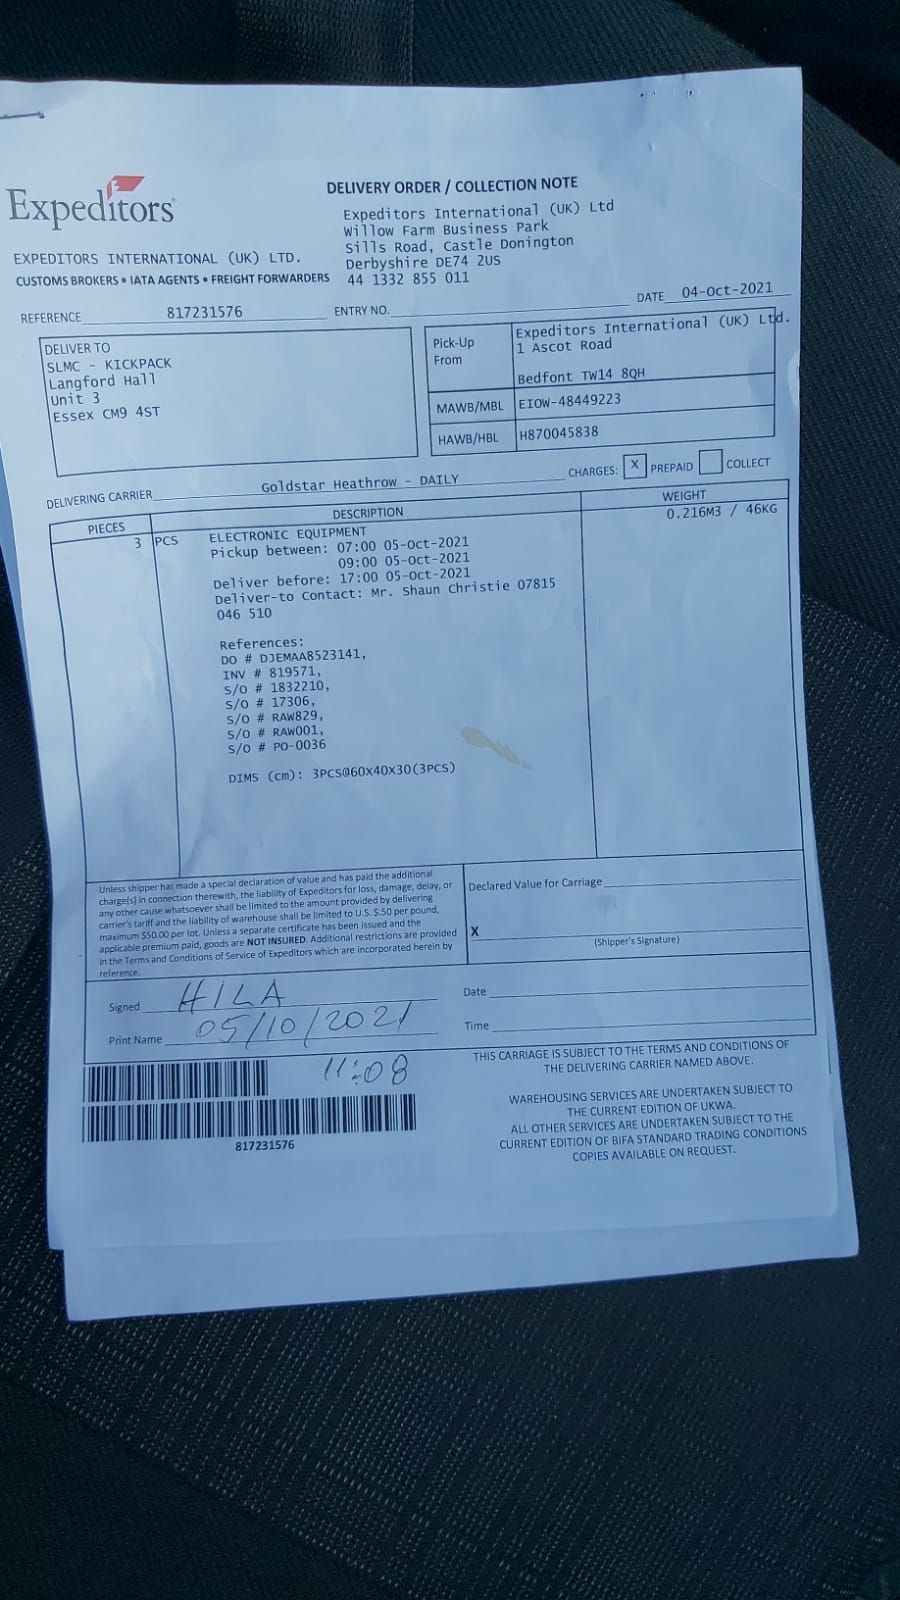 Expeditors
DELIVERY ORDER / COLLECTION NOTE
Expeditors International (UK) Ltd
Willow Farm Business Park
Sills Road, Castle Donington
Derbyshire DE74 2US
44 1332 855 011
EXPEDITORS INTERNATIONAL (UK) LTD.
CUSTOMS BROKERS • IATA AGENTS • FREIGHT FORWARDERS
REFERENCE 817231576 ENTRY NO. DATE 04-Oct-2021
DELIVER TO
SLMC - KICKPACK
Langford Hall
Unit 3
Essex CM9 4ST
Pick-Up From
Expeditors International (UK) Ltd.
1 Ascot Road
Bedfont TW14 8QH
MAWB/MBL EIOW-48449223
HAWB/HBL H870045838
DELIVERING CARRIER Goldstar Heathrow - DAILY CHARGES: X PREPAID COLLECT
PIECES DESCRIPTION WEIGHT
3 PCS ELECTRONIC EQUIPMENT 0.216M3 / 46KG
Pickup between: 07:00 05-Oct-2021
09:00 05-Oct-2021
Deliver before: 17:00 05-Oct-2021
Deliver-to Contact: Mr. Shaun Christie 07815
046 510
References:
DO # DJEMAA8523141,
INV # 819571,
S/O # 1832210,
S/O # 17306,
S/O # RAW829,
S/O # RAW001,
S/O # PO-0036
DIMS (cm): 3PCS@60X40X30(3PCS)
Unless shipper has made a special declaration of value and has paid the additional
charge(s) in connection therewith, the liability of Expeditors for loss, damage, delay, or
any other cause whatsoever shall be limited to the amount provided by delivering
carrier's tariff and the liability of warehouse shall be limited to U.S. $.50 per pound,
maximum $50.00 per lot. Unless a separate certificate has been issued and the
applicable premium paid, goods are NOT INSURED. Additional restrictions are provided
in the Terms and Conditions of Service of Expeditors which are incorporated herein by
reference.
Declared Value for Carriage
X
(Shipper's Signature)
Signed HILA
Print Name 05/10/2021
11:08
Date
Time
817231576
THIS CARRIAGE IS SUBJECT TO THE TERMS AND CONDITIONS OF
THE DELIVERING CARRIER NAMED ABOVE.
WAREHOUSING SERVICES ARE UNDERTAKEN SUBJECT TO
THE CURRENT EDITION OF UKWA.
ALL OTHER SERVICES ARE UNDERTAKEN SUBJECT TO THE
CURRENT EDITION OF BIFA STANDARD TRADING CONDITIONS
COPIES AVAILABLE ON REQUEST.